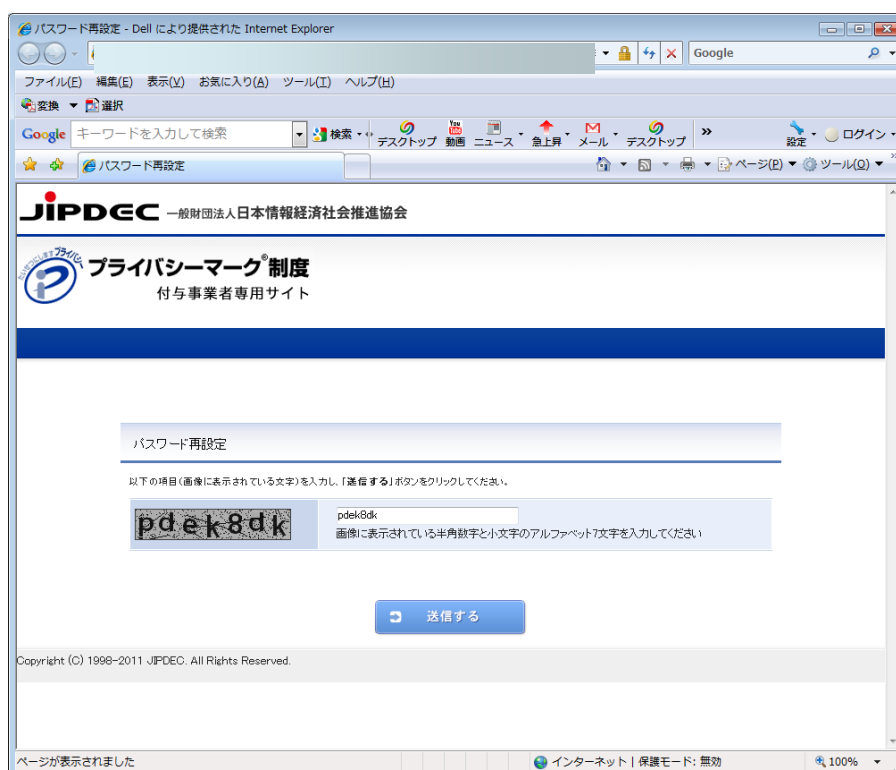 パスワード再設定 - Dell により提供された Internet Explorer
Google
ファイル(F) 編集(E) 表示(V) お気に入り(A) ツール(T) ヘルプ(H)
変換 ▼ 選択
Google キーワードを入力して検索 検索 デスクトップ You Tube 動画 ニュース 急上昇 メール デスクトップ » 設定 ログイン
パスワード再設定 ページ(P) ▼ ツール(O) ▼ »
JIPDEC 一般財団法人日本情報経済社会推進協会
プライバシーマーク®制度
付与事業者専用サイト
パスワード再設定
以下の項目(画像に表示されている文字)を入力し、「送信する」ボタンをクリックしてください。
pdek8dk
pdek8dk
画像に表示されている半角数字と小文字のアルファベット7文字を入力してください
送信する
Copyright (C) 1998-2011 JIPDEC. All Rights Reserved.
ページが表示されました インターネット | 保護モード: 無効 100% ▼